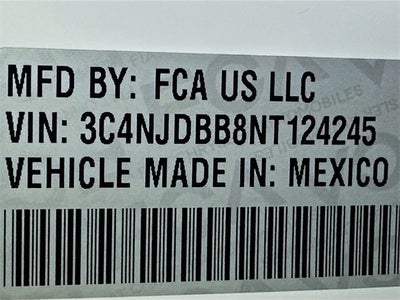 MFD BY: FCA US LLC
VIN: 3C4NJDBB8NT124245
VEHICLE MADE IN: MEXICO